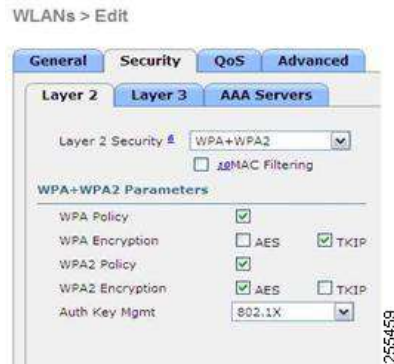 WLANs > Edit
General Security QoS Advanced
Layer 2 Layer 3 AAA Servers
Layer 2 Security 6 WPA+WPA2
10MAC Filtering
WPA+WPA2 Parameters
WPA Policy
WPA Encryption AES TKIP
WPA2 Policy
WPA2 Encryption AES TKIP
Auth Key Mgmt 802.1X
255459